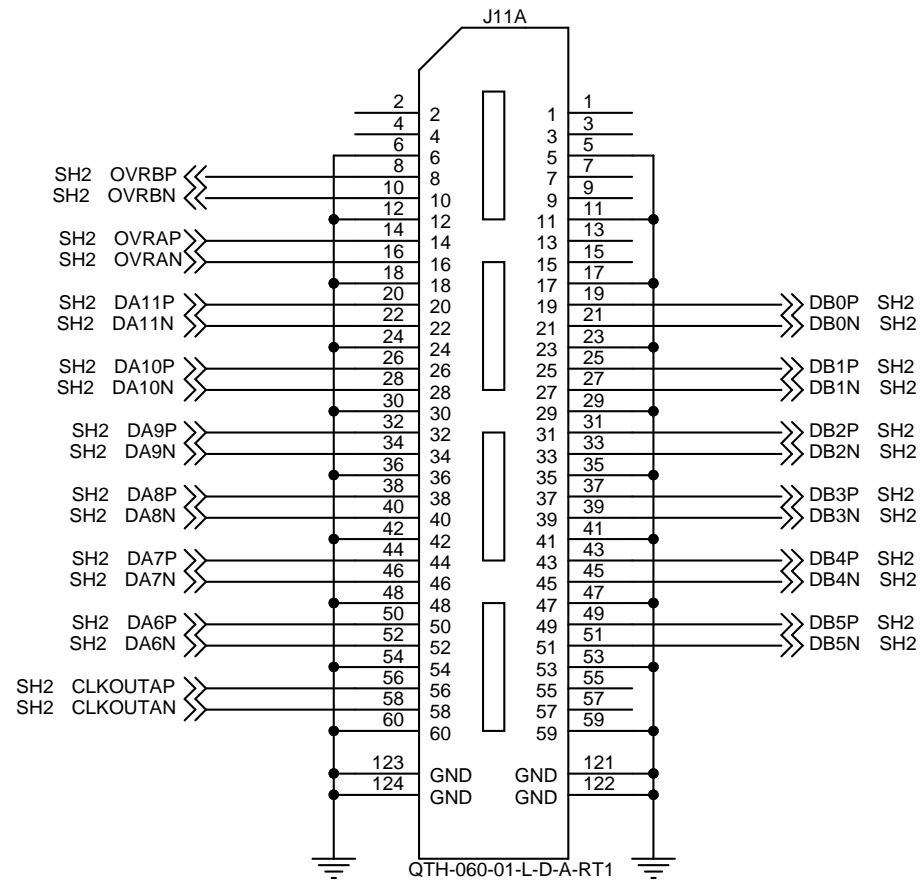 J11A
2 2 1 1
4 4 3 3
6 6 5 5
SH2 OVRBP 8 8 7 7
SH2 OVRBN 10 10 9 9
12 12 11 11
SH2 OVRAP 14 14 13 13
SH2 OVRAN 16 16 15 15
18 18 17 17
SH2 DA11P 20 20 19 19 DB0P SH2
SH2 DA11N 22 22 21 21 DB0N SH2
24 24 23 23
SH2 DA10P 26 26 25 25 DB1P SH2
SH2 DA10N 28 28 27 27 DB1N SH2
30 30 29 29
SH2 DA9P 32 32 31 31 DB2P SH2
SH2 DA9N 34 34 33 33 DB2N SH2
36 36 35 35
SH2 DA8P 38 38 37 37 DB3P SH2
SH2 DA8N 40 40 39 39 DB3N SH2
42 42 41 41
SH2 DA7P 44 44 43 43 DB4P SH2
SH2 DA7N 46 46 45 45 DB4N SH2
48 48 47 47
SH2 DA6P 50 50 49 49 DB5P SH2
SH2 DA6N 52 52 51 51 DB5N SH2
54 54 53 53
SH2 CLKOUTAP 56 56 55 55
SH2 CLKOUTAN 58 58 57 57
60 60 59 59
123 GND GND 121
124 GND GND 122
QTH-060-01-L-D-A-RT1